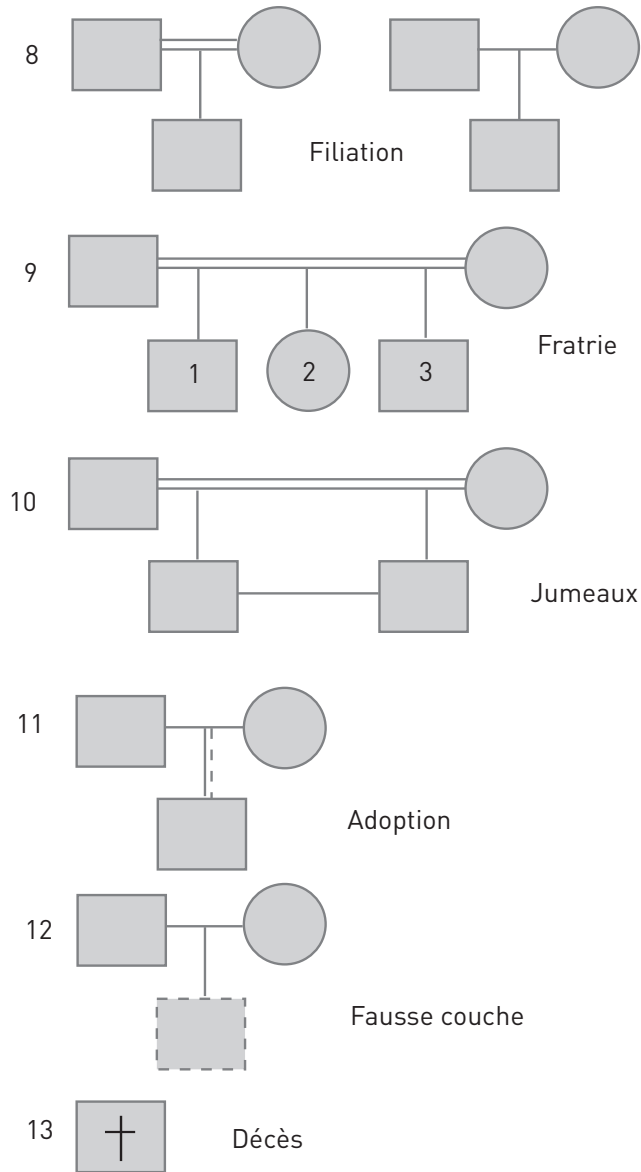 8
Filiation
9
Fratrie
1 2 3
10
Jumeaux
11
Adoption
12
Fausse couche
13
Décès